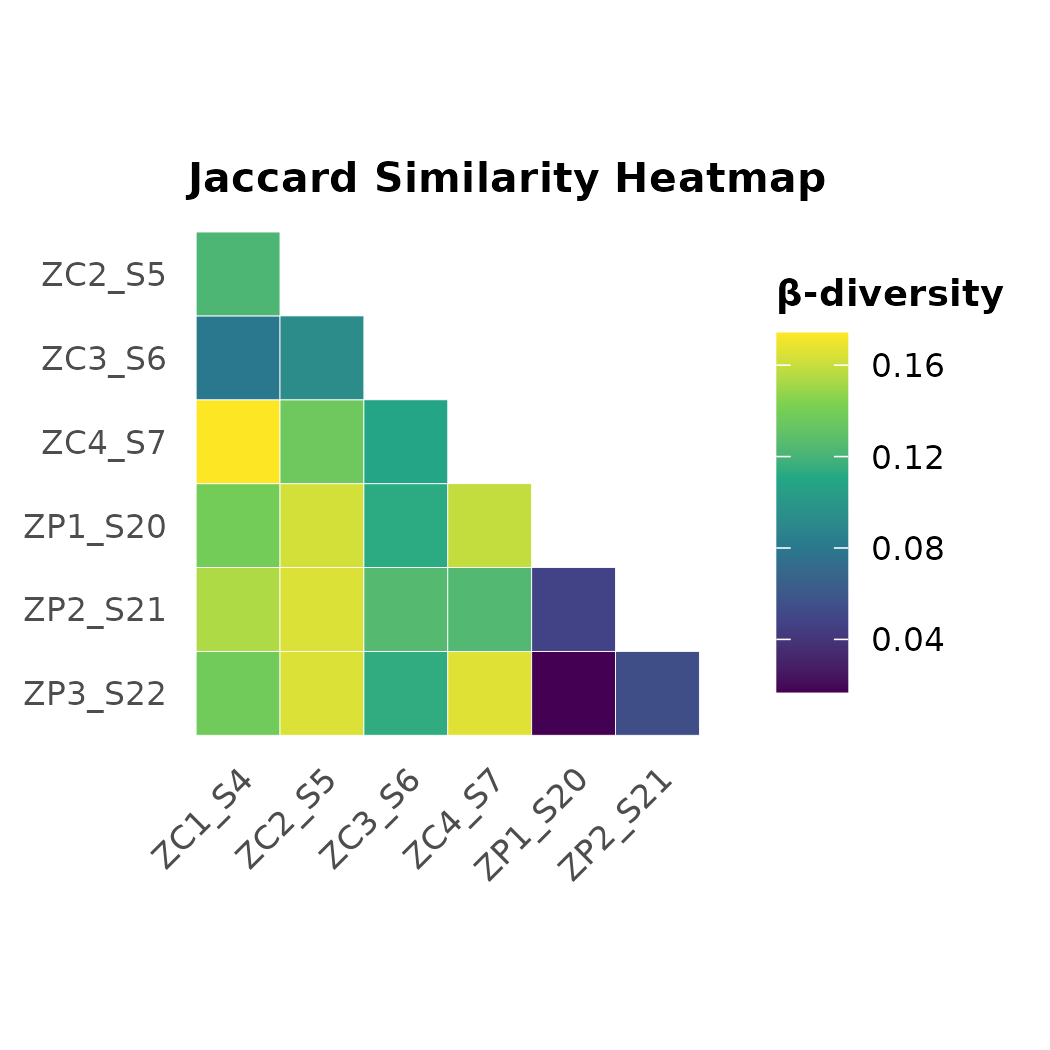 Jaccard Similarity Heatmap
ZC2_S5
ZC3_S6
ZC4_S7
ZP1_S20
ZP2_S21
ZP3_S22
ZC1_S4
ZC2_S5
ZC3_S6
ZC4_S7
ZP1_S20
ZP2_S21
β-diversity
0.16
0.12
0.08
0.04